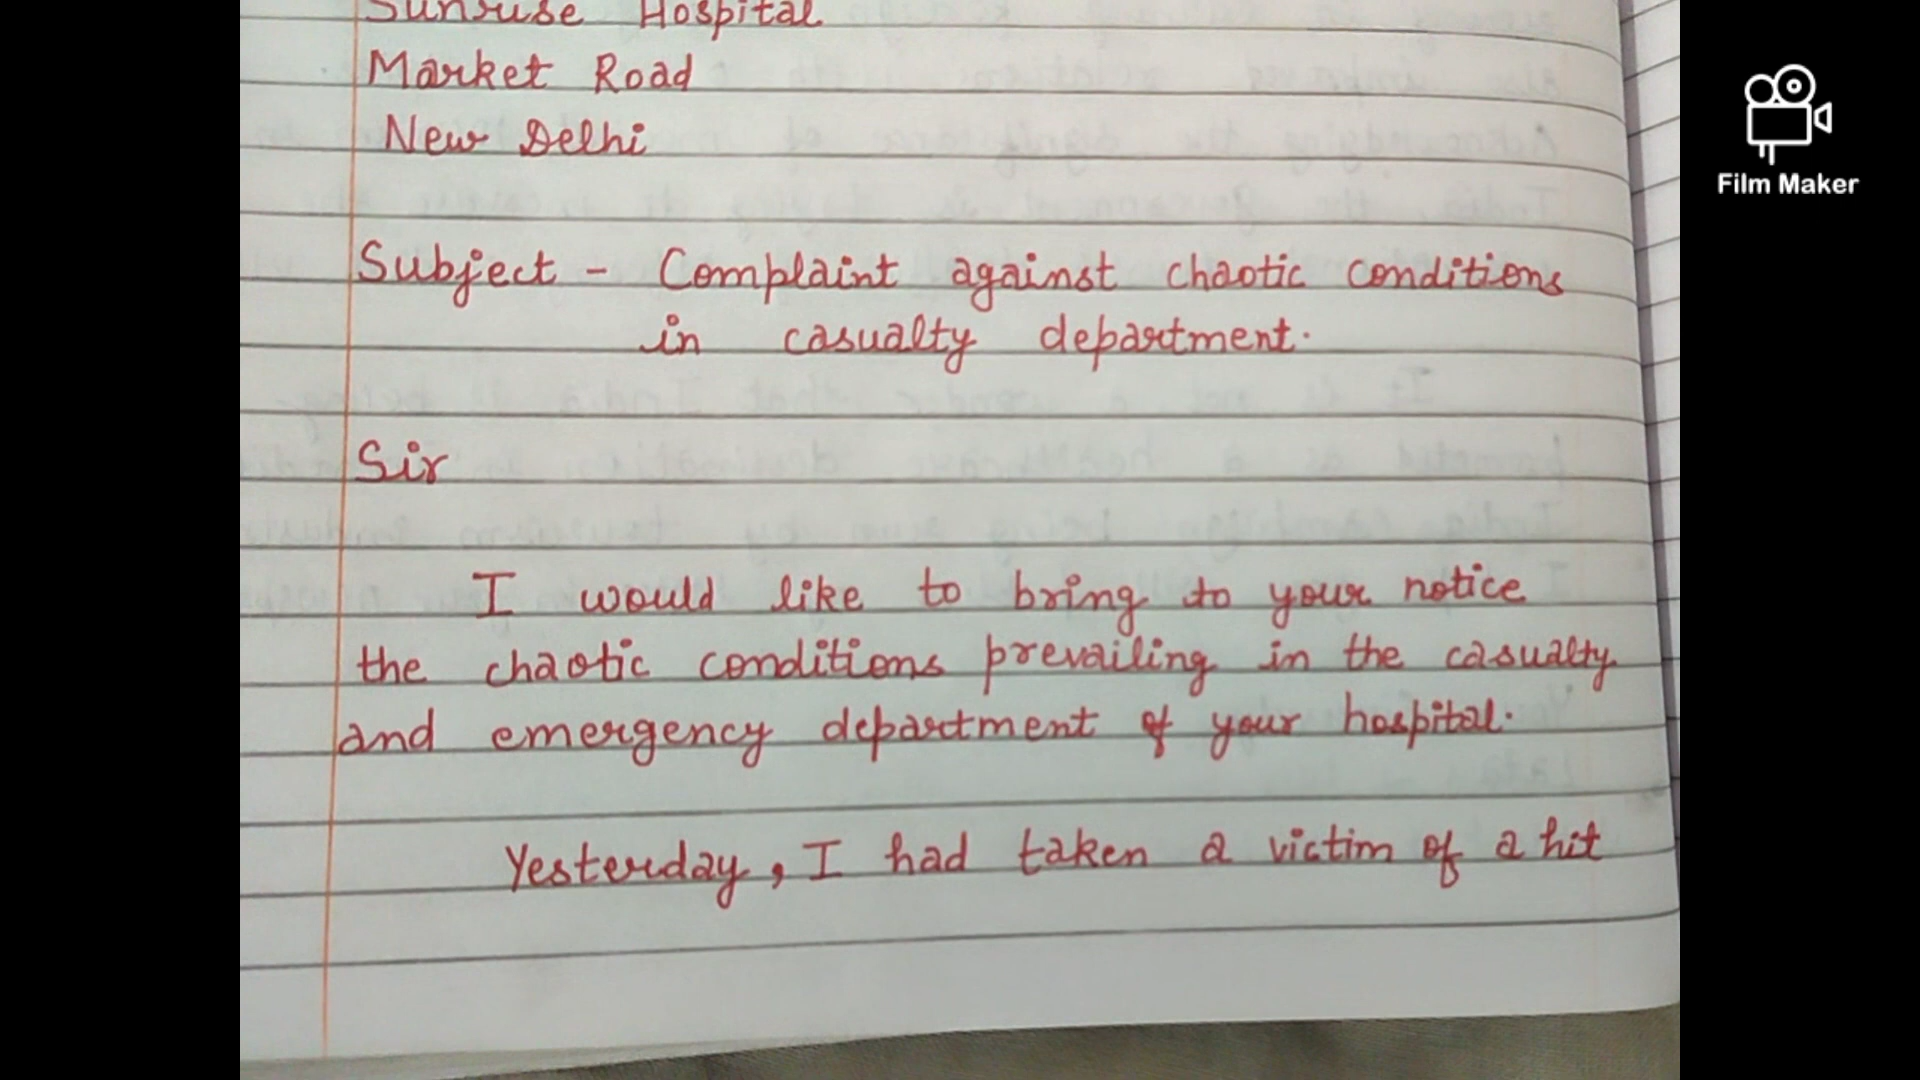 Sunrise Hospital
Market Road
New Delhi
Subject - Complaint against chaotic conditions
in casualty department.
Sir
I would like to bring to your notice
the chaotic conditions prevailing in the casualty
and emergency department of your hospital.
Yesterday, I had taken a victim of a hit
Film Maker